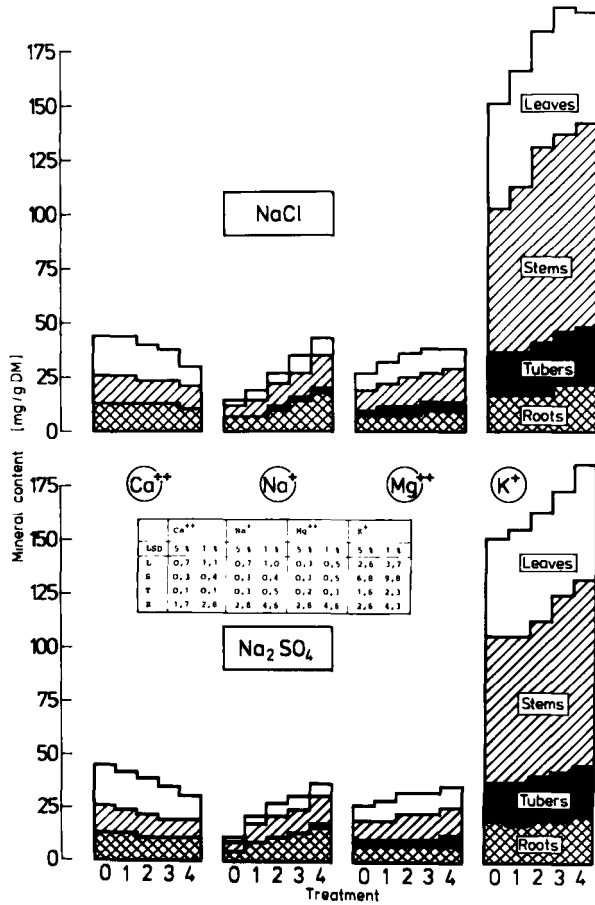 175
150
125
100
75
50
25
0
Mineral content [mg/g DM]
NaCl
Leaves
Stems
Tubers
Roots
Ca++
Na+
Mg++
K+
175
150
125
100
75
50
25
0
Ca++ Na+ Mg++ K+
LSD 5 % 1 % 5 % 1 % 5 % 1 % 5 % 1 %
L 0,7 1,1 0,7 1,0 0,3 0,5 2,6 3,7
S 0,3 0,4 0,3 0,4 0,3 0,5 6,8 9,8
T 0,1 0,1 0,3 0,5 0,2 0,3 1,6 2,3
R 1,7 2,8 2,8 4,6 2,8 4,6 2,6 4,3
Na2SO4
Leaves
Stems
Tubers
Roots
0 1 2 3 4 0 1 2 3 4 0 1 2 3 4 0 1 2 3 4
Treatment